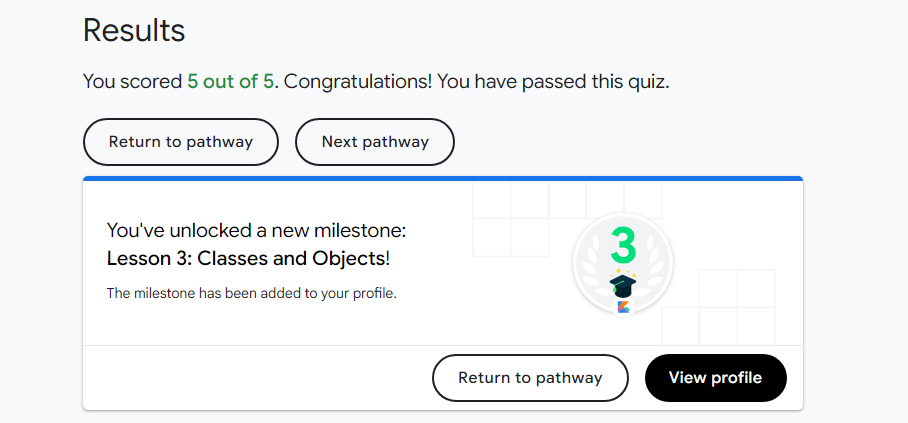 Results
You scored 5 out of 5. Congratulations! You have passed this quiz.
Return to pathway
Next pathway
You've unlocked a new milestone:
Lesson 3: Classes and Objects!
The milestone has been added to your profile.
3
Return to pathway
View profile